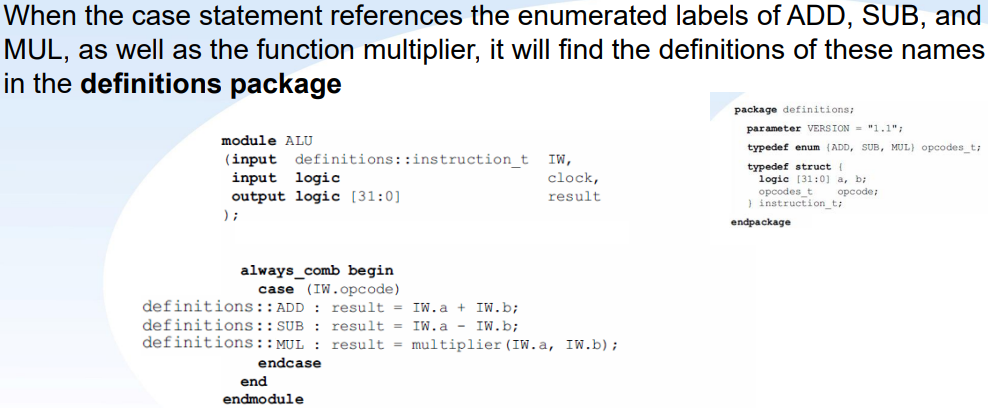 When the case statement references the enumerated labels of ADD, SUB, and
MUL, as well as the function multiplier, it will find the definitions of these names
in the definitions package
module ALU
(input definitions::instruction_t IW,
input logic clock,
output logic [31:0] result
);
always_comb begin
case (IW.opcode)
definitions::ADD : result = IW.a + IW.b;
definitions::SUB : result = IW.a - IW.b;
definitions::MUL : result = multiplier(IW.a, IW.b);
endcase
end
endmodule
package definitions;
parameter VERSION = "1.1";
typedef enum {ADD, SUB, MUL} opcodes_t;
typedef struct {
logic [31:0] a, b;
opcodes_t opcode;
} instruction_t;
endpackage